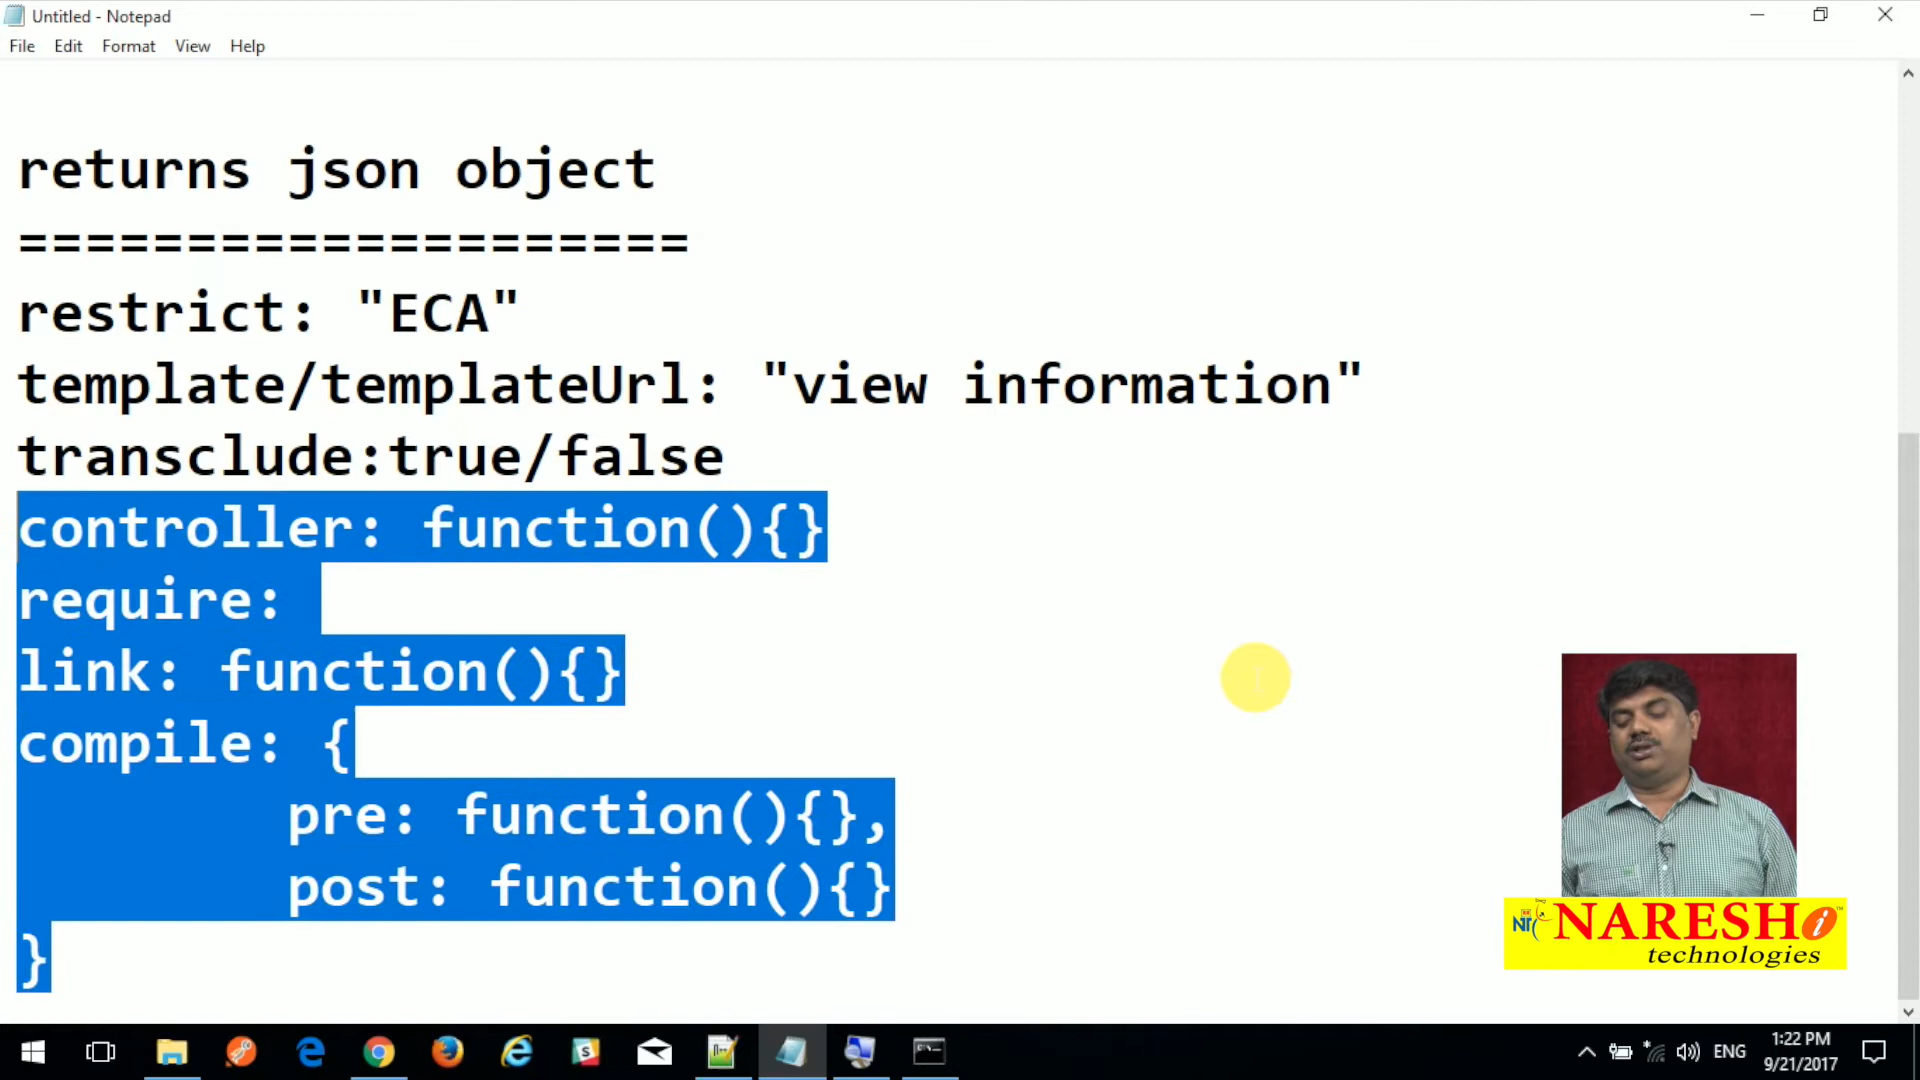 Untitled - Notepad
File Edit Format View Help
returns json object
====================
restrict: "ECA"
template/templateUrl: "view information"
transclude:true/false
controller: function(){}
require:
link: function(){}
compile: {
pre: function(){},
post: function(){}
}
NARESH i
technologies
ENG
1:22 PM
9/21/2017